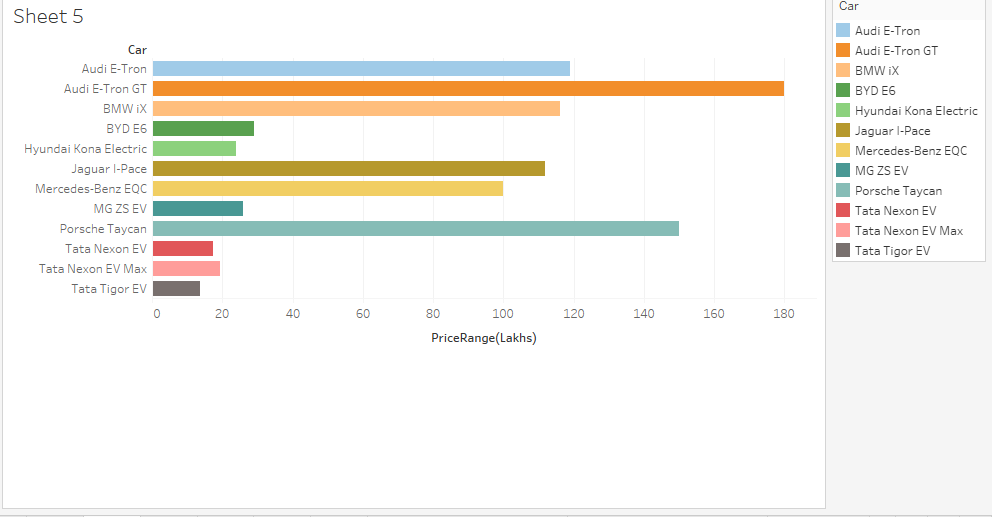 Sheet 5
Car
Audi E-Tron
Audi E-Tron GT
BMW iX
BYD E6
Hyundai Kona Electric
Jaguar I-Pace
Mercedes-Benz EQC
MG ZS EV
Porsche Taycan
Tata Nexon EV
Tata Nexon EV Max
Tata Tigor EV
0 20 40 60 80 100 120 140 160 180
PriceRange(Lakhs)
Car
Audi E-Tron
Audi E-Tron GT
BMW iX
BYD E6
Hyundai Kona Electric
Jaguar I-Pace
Mercedes-Benz EQC
MG ZS EV
Porsche Taycan
Tata Nexon EV
Tata Nexon EV Max
Tata Tigor EV